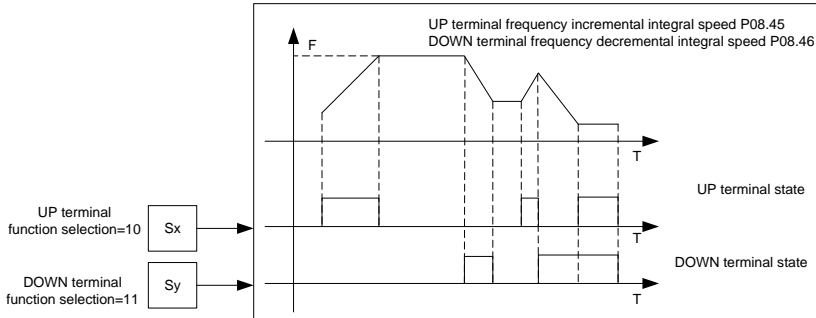 UP terminal frequency incremental integral speed P08.45
DOWN terminal frequency decremental integral speed P08.46
F
T
UP terminal state
UP terminal
function selection=10
Sx
T
DOWN terminal state
DOWN terminal
function selection=11
Sy
T